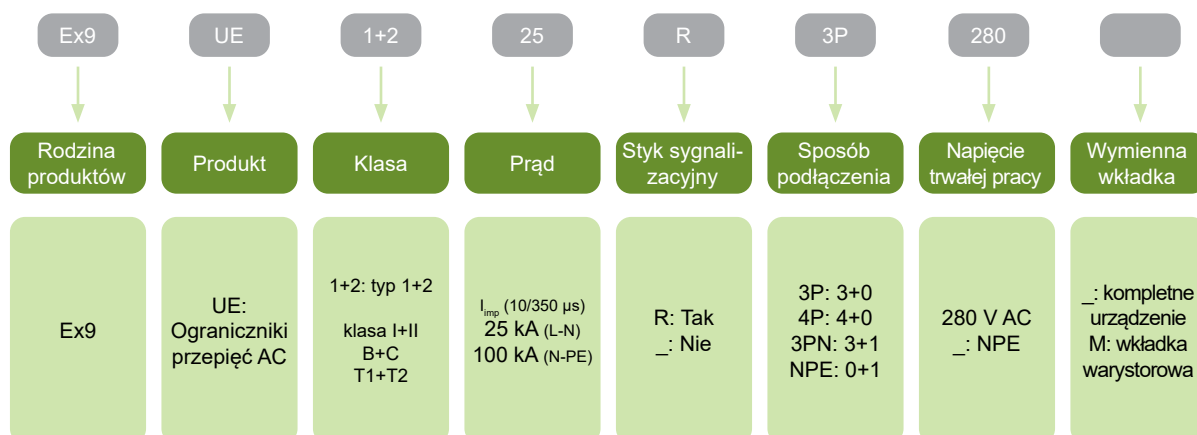 Ex9
UE
1+2
25
R
3P
280
Rodzina
produktów
Produkt
Klasa
Prąd
Styk sygnali-
zacyjny
Sposób
podłączenia
Napięcie
trwałej pracy
Wymienna
wkładka
Ex9
UE:
Ograniczniki
przepięć AC
1+2: typ 1+2
klasa I+II
B+C
T1+T2
Iimp (10/350 μs)
25 kA (L-N)
100 kA (N-PE)
R: Tak
_: Nie
3P: 3+0
4P: 4+0
3PN: 3+1
NPE: 0+1
280 V AC
_: NPE
_: kompletne
urządzenie
M: wkładka
warystorowa